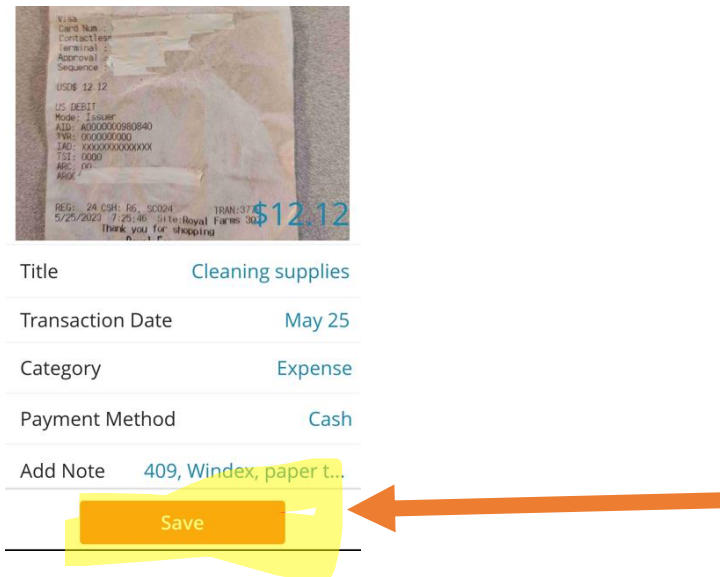 Visa
Card Num :
Contactless
Terminal :
Approval :
Sequence :
USD$ 12.12
US DEBIT
Mode: Issuer
AID: A0000000980840
TVR: 0000000000
IAD: XXXXXXXXXXXXX
TSI: 0000
ARC: 00
REG: 24 CSH: R6, SC024 TRAN:377
5/25/2023 7:25:46 Site:Royal Farms
$12.12
Thank you for shopping
Title Cleaning supplies
Transaction Date May 25
Category Expense
Payment Method Cash
Add Note 409, Windex, paper t...
Save